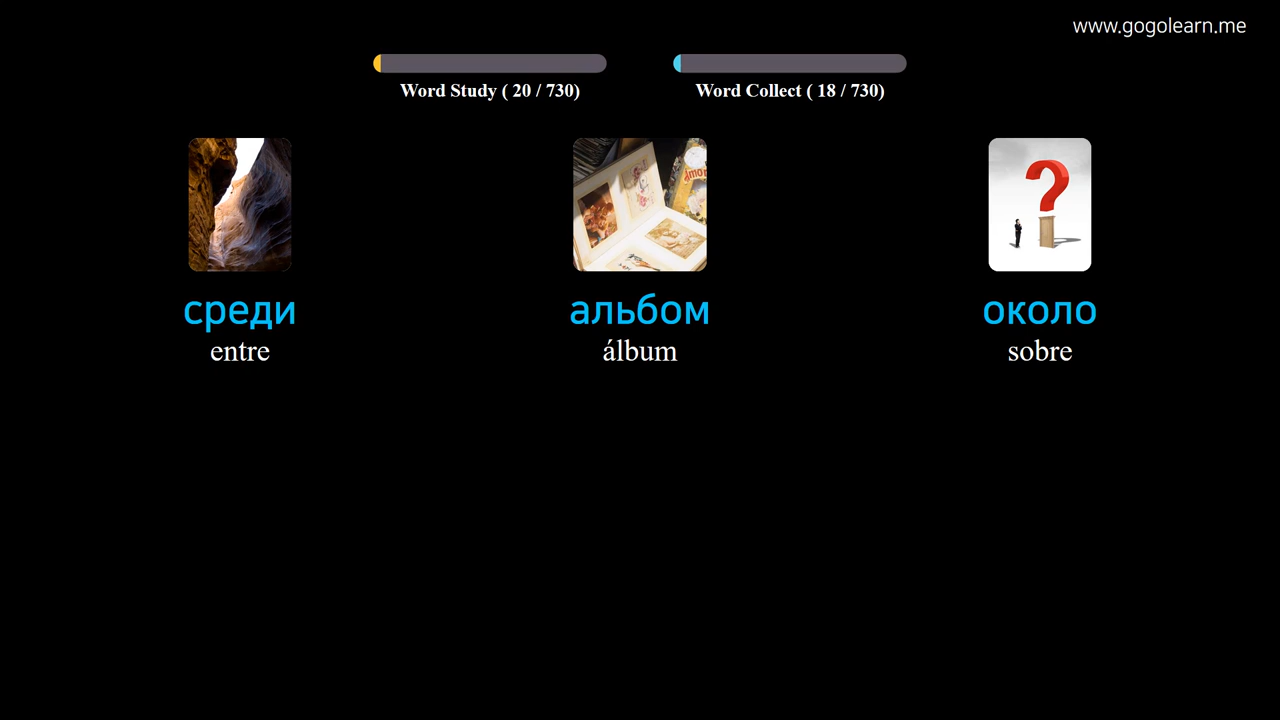 www.gogolearn.me
Word Study ( 20 / 730)
Word Collect ( 18 / 730)
среди
альбом
около
entre
álbum
sobre